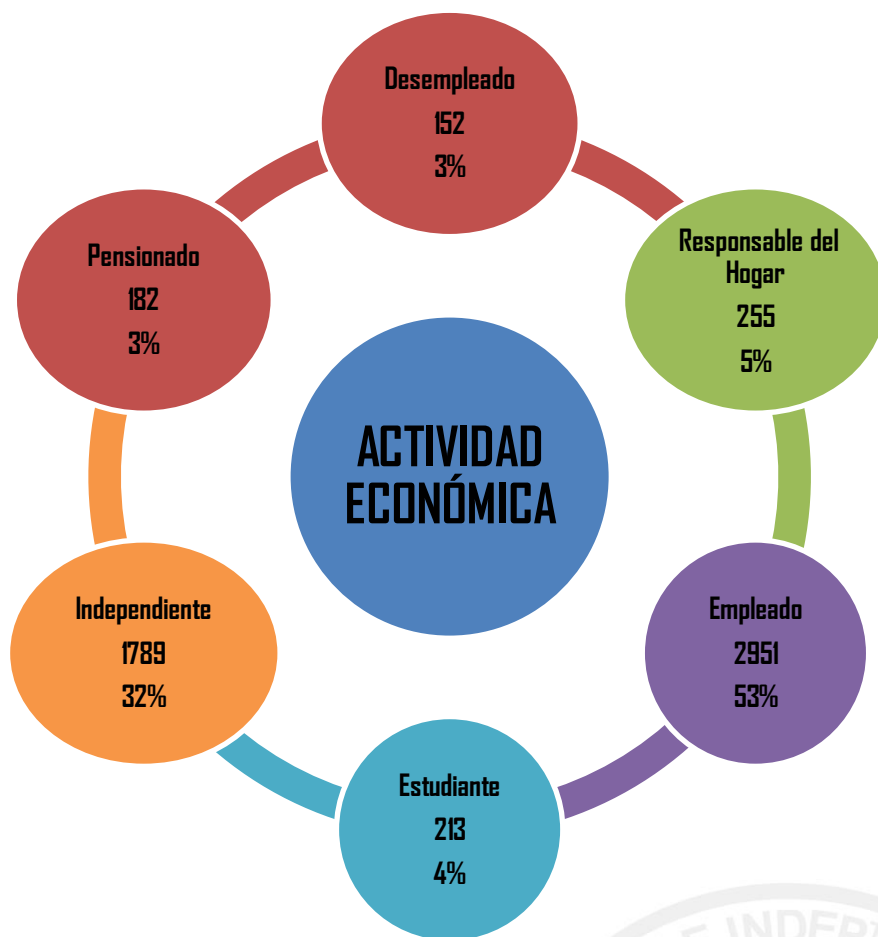 Desempleado
152
3%
Responsable del
Hogar
255
5%
Empleado
2951
53%
Estudiante
213
4%
Independiente
1789
32%
Pensionado
182
3%
ACTIVIDAD
ECONÓMICA